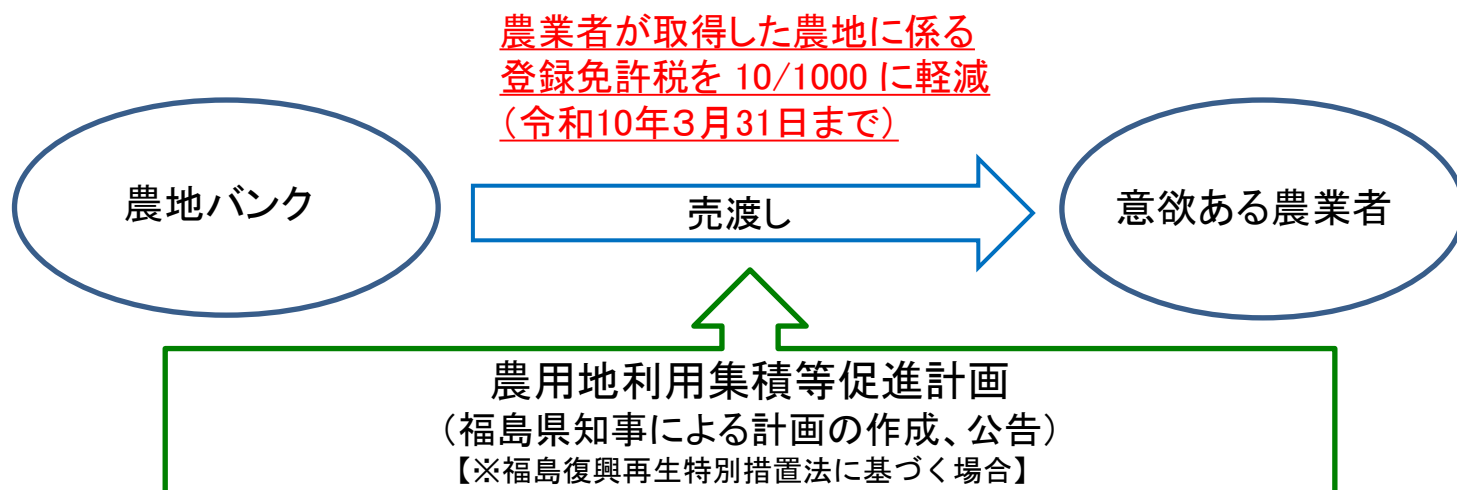 農業者が取得した農地に係る
登録免許税を 10/1000 に軽減
（令和10年３月31日まで）
農地バンク
売渡し
意欲ある農業者
農用地利用集積等促進計画
（福島県知事による計画の作成、公告）
【※福島復興再生特別措置法に基づく場合】